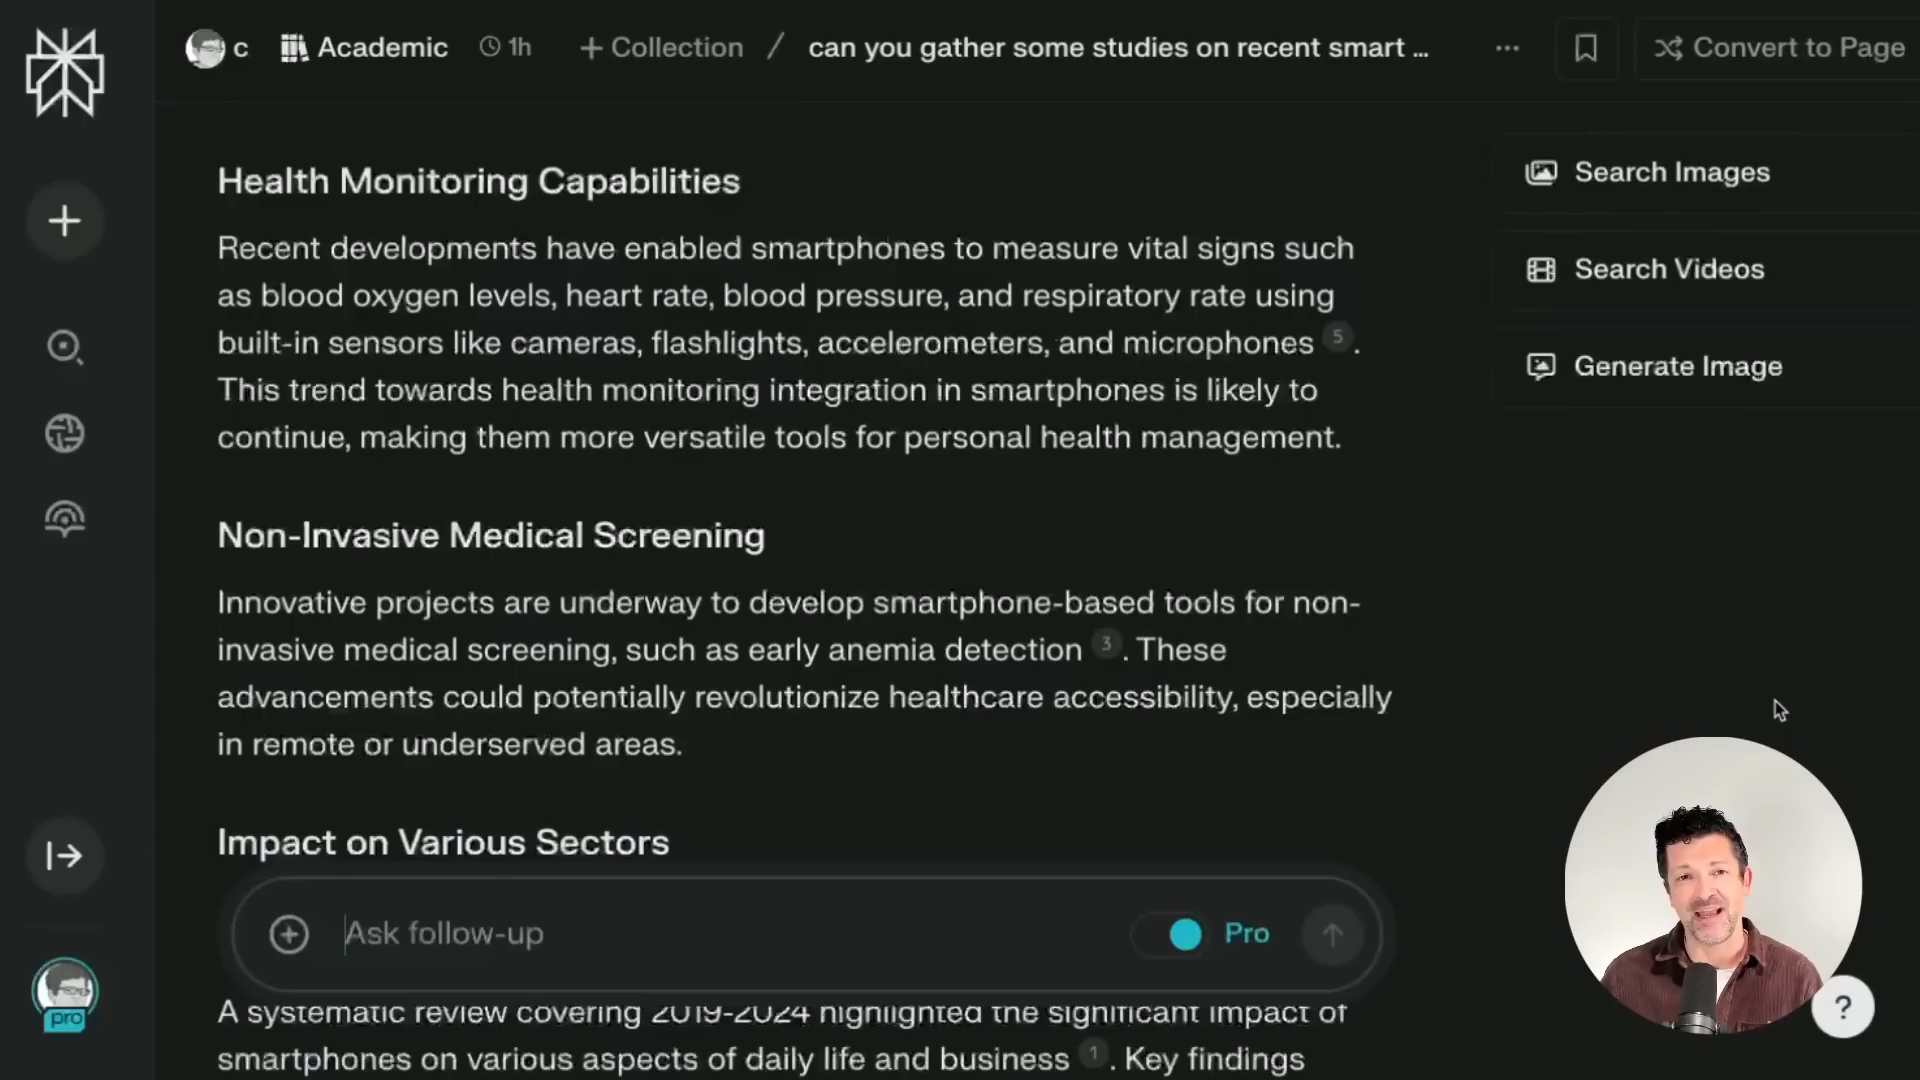 c Academic 1h + Collection / can you gather some studies on recent smart ... Convert to Page
Search Images
Search Videos
Generate Image
Health Monitoring Capabilities
Recent developments have enabled smartphones to measure vital signs such
as blood oxygen levels, heart rate, blood pressure, and respiratory rate using
built-in sensors like cameras, flashlights, accelerometers, and microphones 5 .
This trend towards health monitoring integration in smartphones is likely to
continue, making them more versatile tools for personal health management.
Non-Invasive Medical Screening
Innovative projects are underway to develop smartphone-based tools for non-
invasive medical screening, such as early anemia detection 3 . These
advancements could potentially revolutionize healthcare accessibility, especially
in remote or underserved areas.
Impact on Various Sectors
Ask follow-up Pro
A systematic review covering 2019-2024 highlighted the significant impact of
smartphones on various aspects of daily life and business 1 . Key findings
pro
?